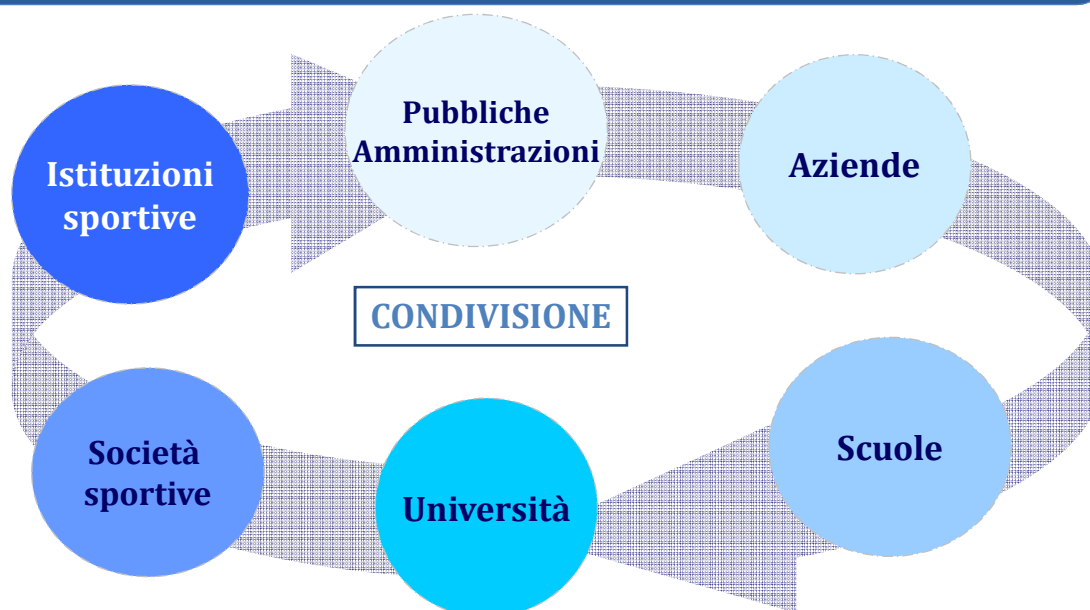 Pubbliche
Amministrazioni
Istituzioni
sportive
Aziende
CONDIVISIONE
Società
sportive
Università
Scuole